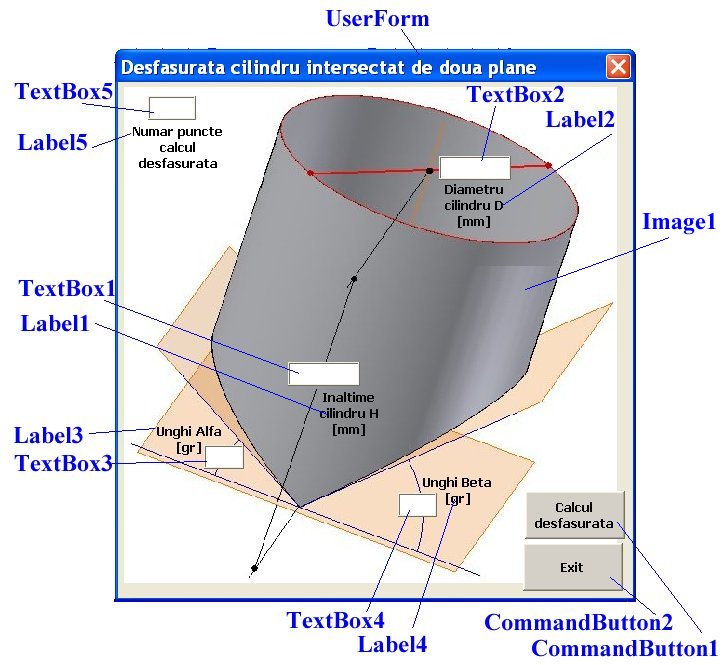 UserForm
Desfasurata cilindru intersectat de doua plane
TextBox5
TextBox2
Label5
Numar puncte
calcul
desfasurata
Label2
Diametru
cilindru D
[mm]
Image1
TextBox1
Label1
Inaltime
cilindru H
[mm]
Label3
Unghi Alfa
[gr]
TextBox3
Unghi Beta
[gr]
Calcul
desfasurata
Exit
TextBox4
Label4
CommandButton2
CommandButton1